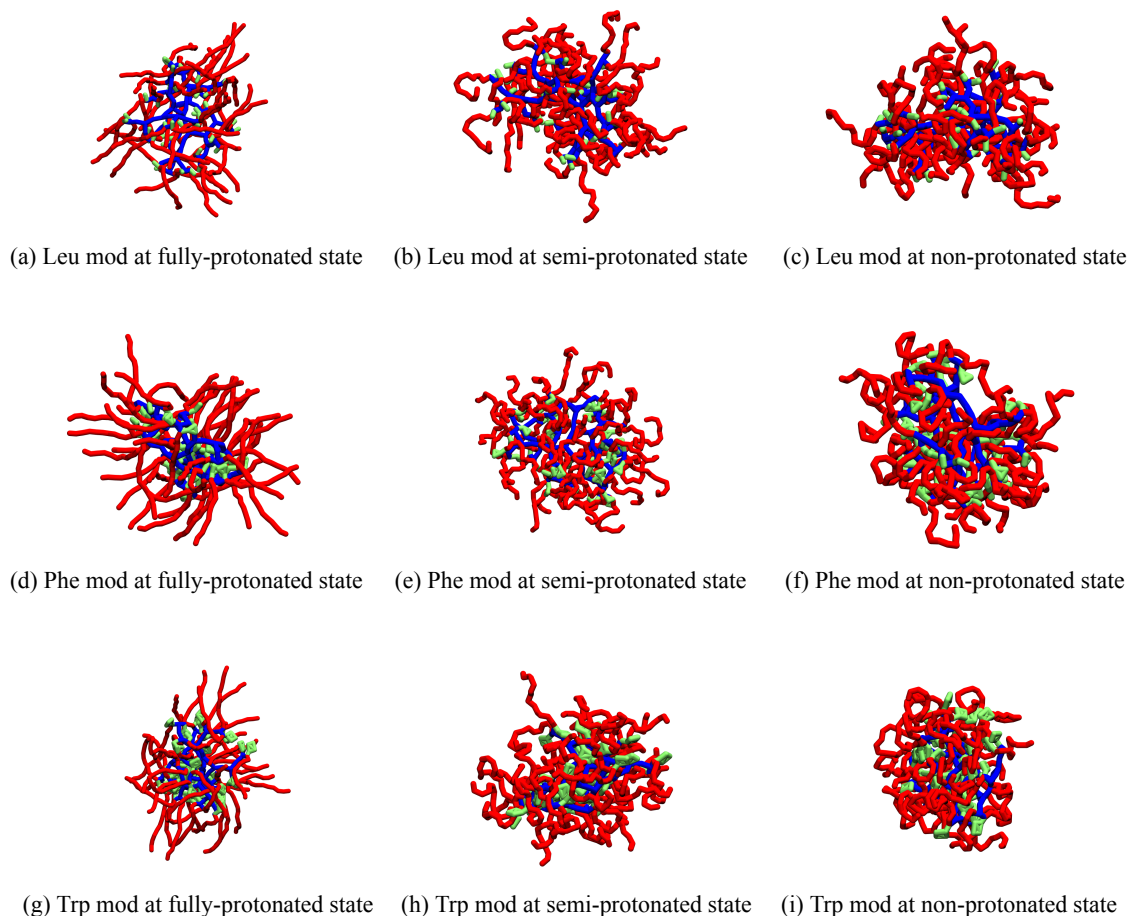 (a) Leu mod at fully-protonated state
(b) Leu mod at semi-protonated state
(c) Leu mod at non-protonated state
(d) Phe mod at fully-protonated state
(e) Phe mod at semi-protonated state
(f) Phe mod at non-protonated state
(g) Trp mod at fully-protonated state
(h) Trp mod at semi-protonated state
(i) Trp mod at non-protonated state